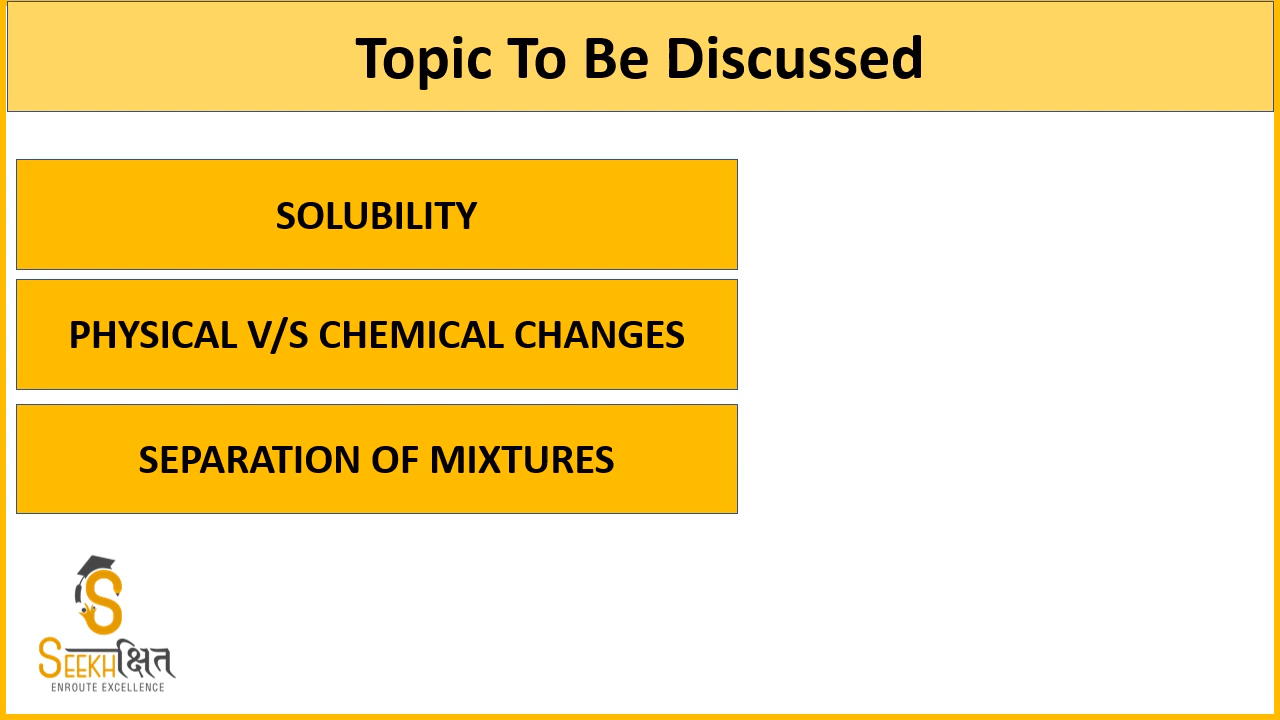 Topic To Be Discussed
SOLUBILITY
PHYSICAL V/S CHEMICAL CHANGES
SEPARATION OF MIXTURES
S
SEEKHक्षित
ENROUTE EXCELLENCE